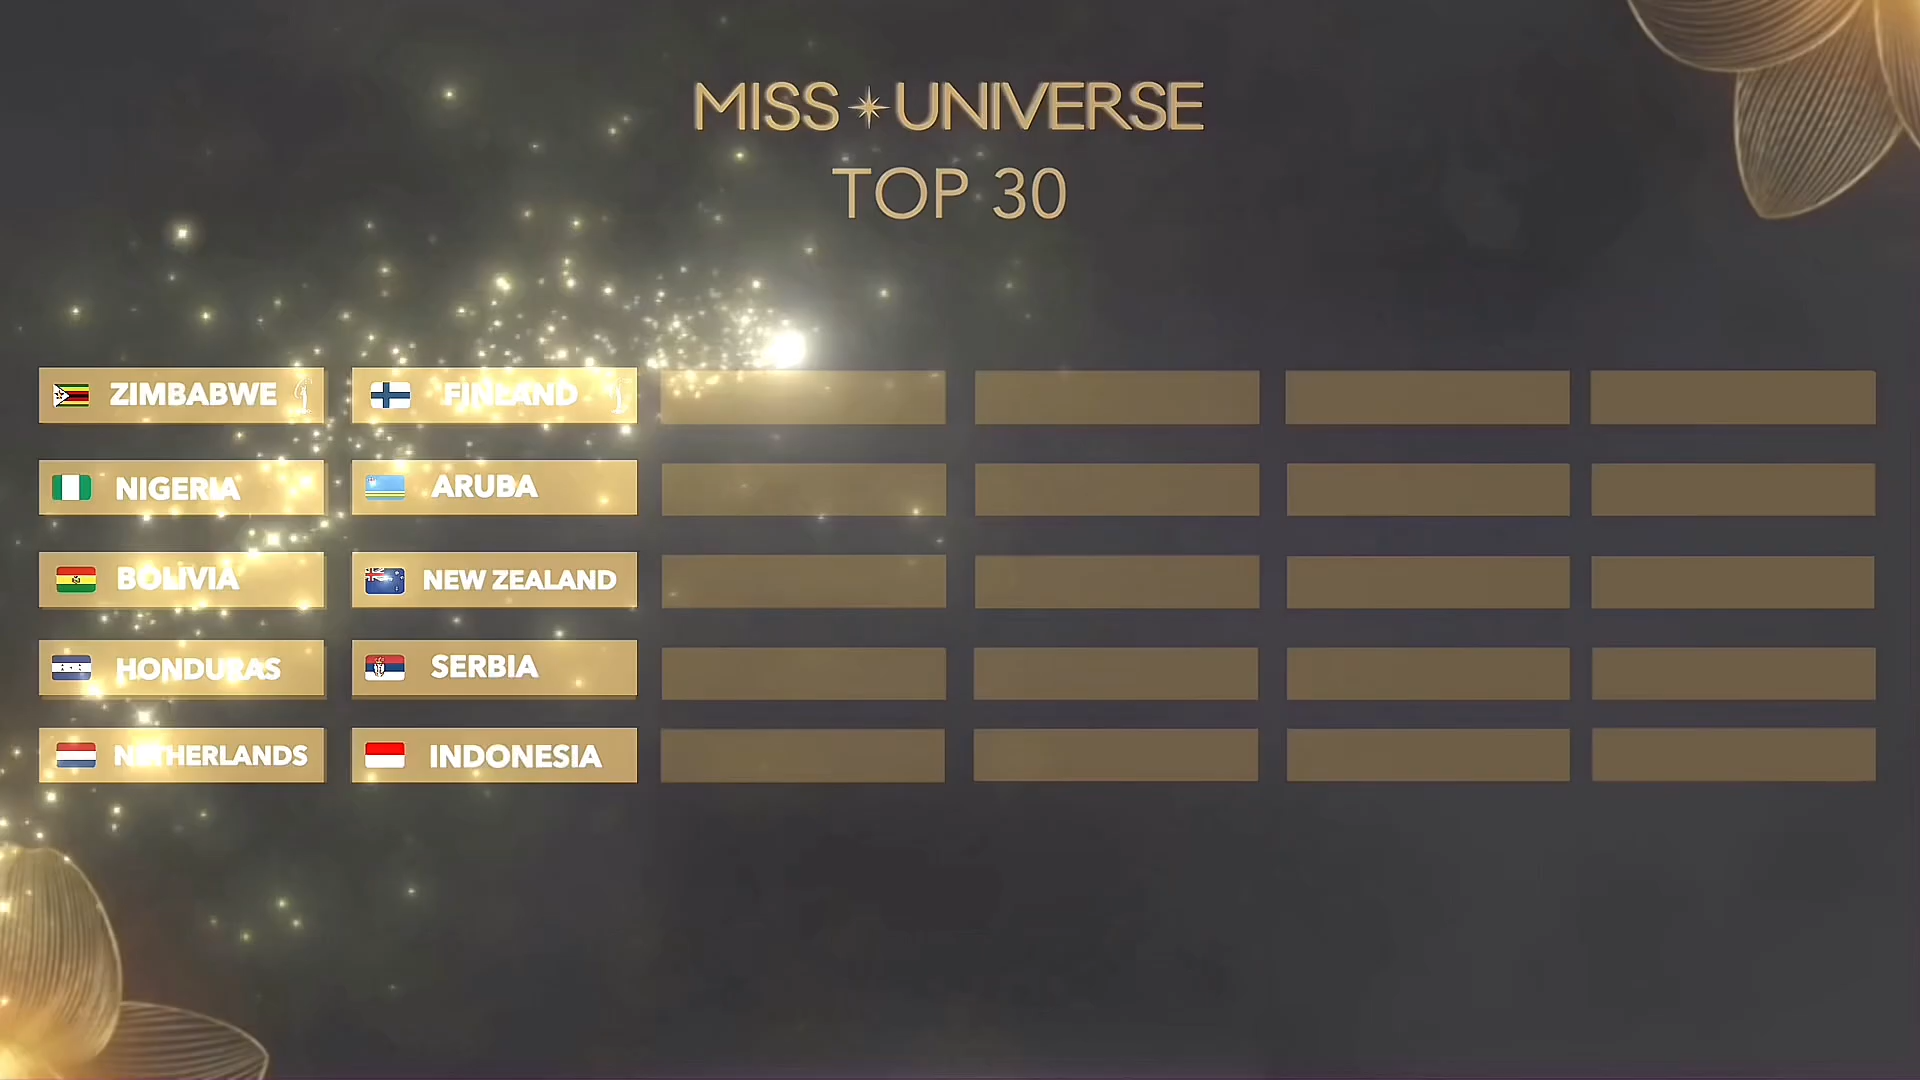 MISS UNIVERSE
TOP 30
ZIMBABWE
FINLAND
NIGERIA
ARUBA
BOLIVIA
NEW ZEALAND
HONDURAS
SERBIA
NETHERLANDS
INDONESIA